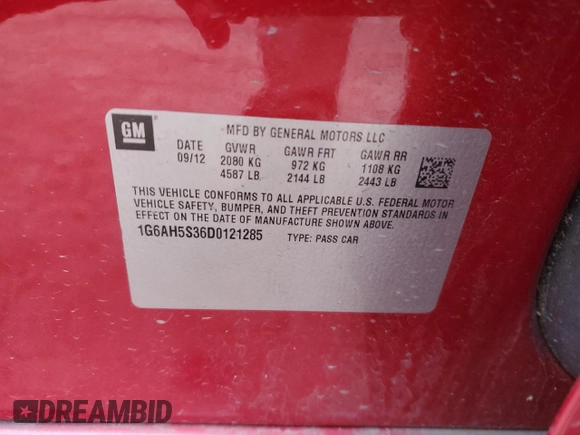 GM
MFD BY GENERAL MOTORS LLC
DATE GVWR GAWR FRT GAWR RR
09/12 2080 KG 972 KG 1108 KG
4587 LB 2144 LB 2443 LB
THIS VEHICLE CONFORMS TO ALL APPLICABLE U.S. FEDERAL MOTOR
VEHICLE SAFETY, BUMPER, AND THEFT PREVENTION STANDARDS IN
EFFECT ON THE DATE OF MANUFACTURE SHOWN ABOVE.
1G6AH5S36D0121285 TYPE: PASS CAR
DREAMBID